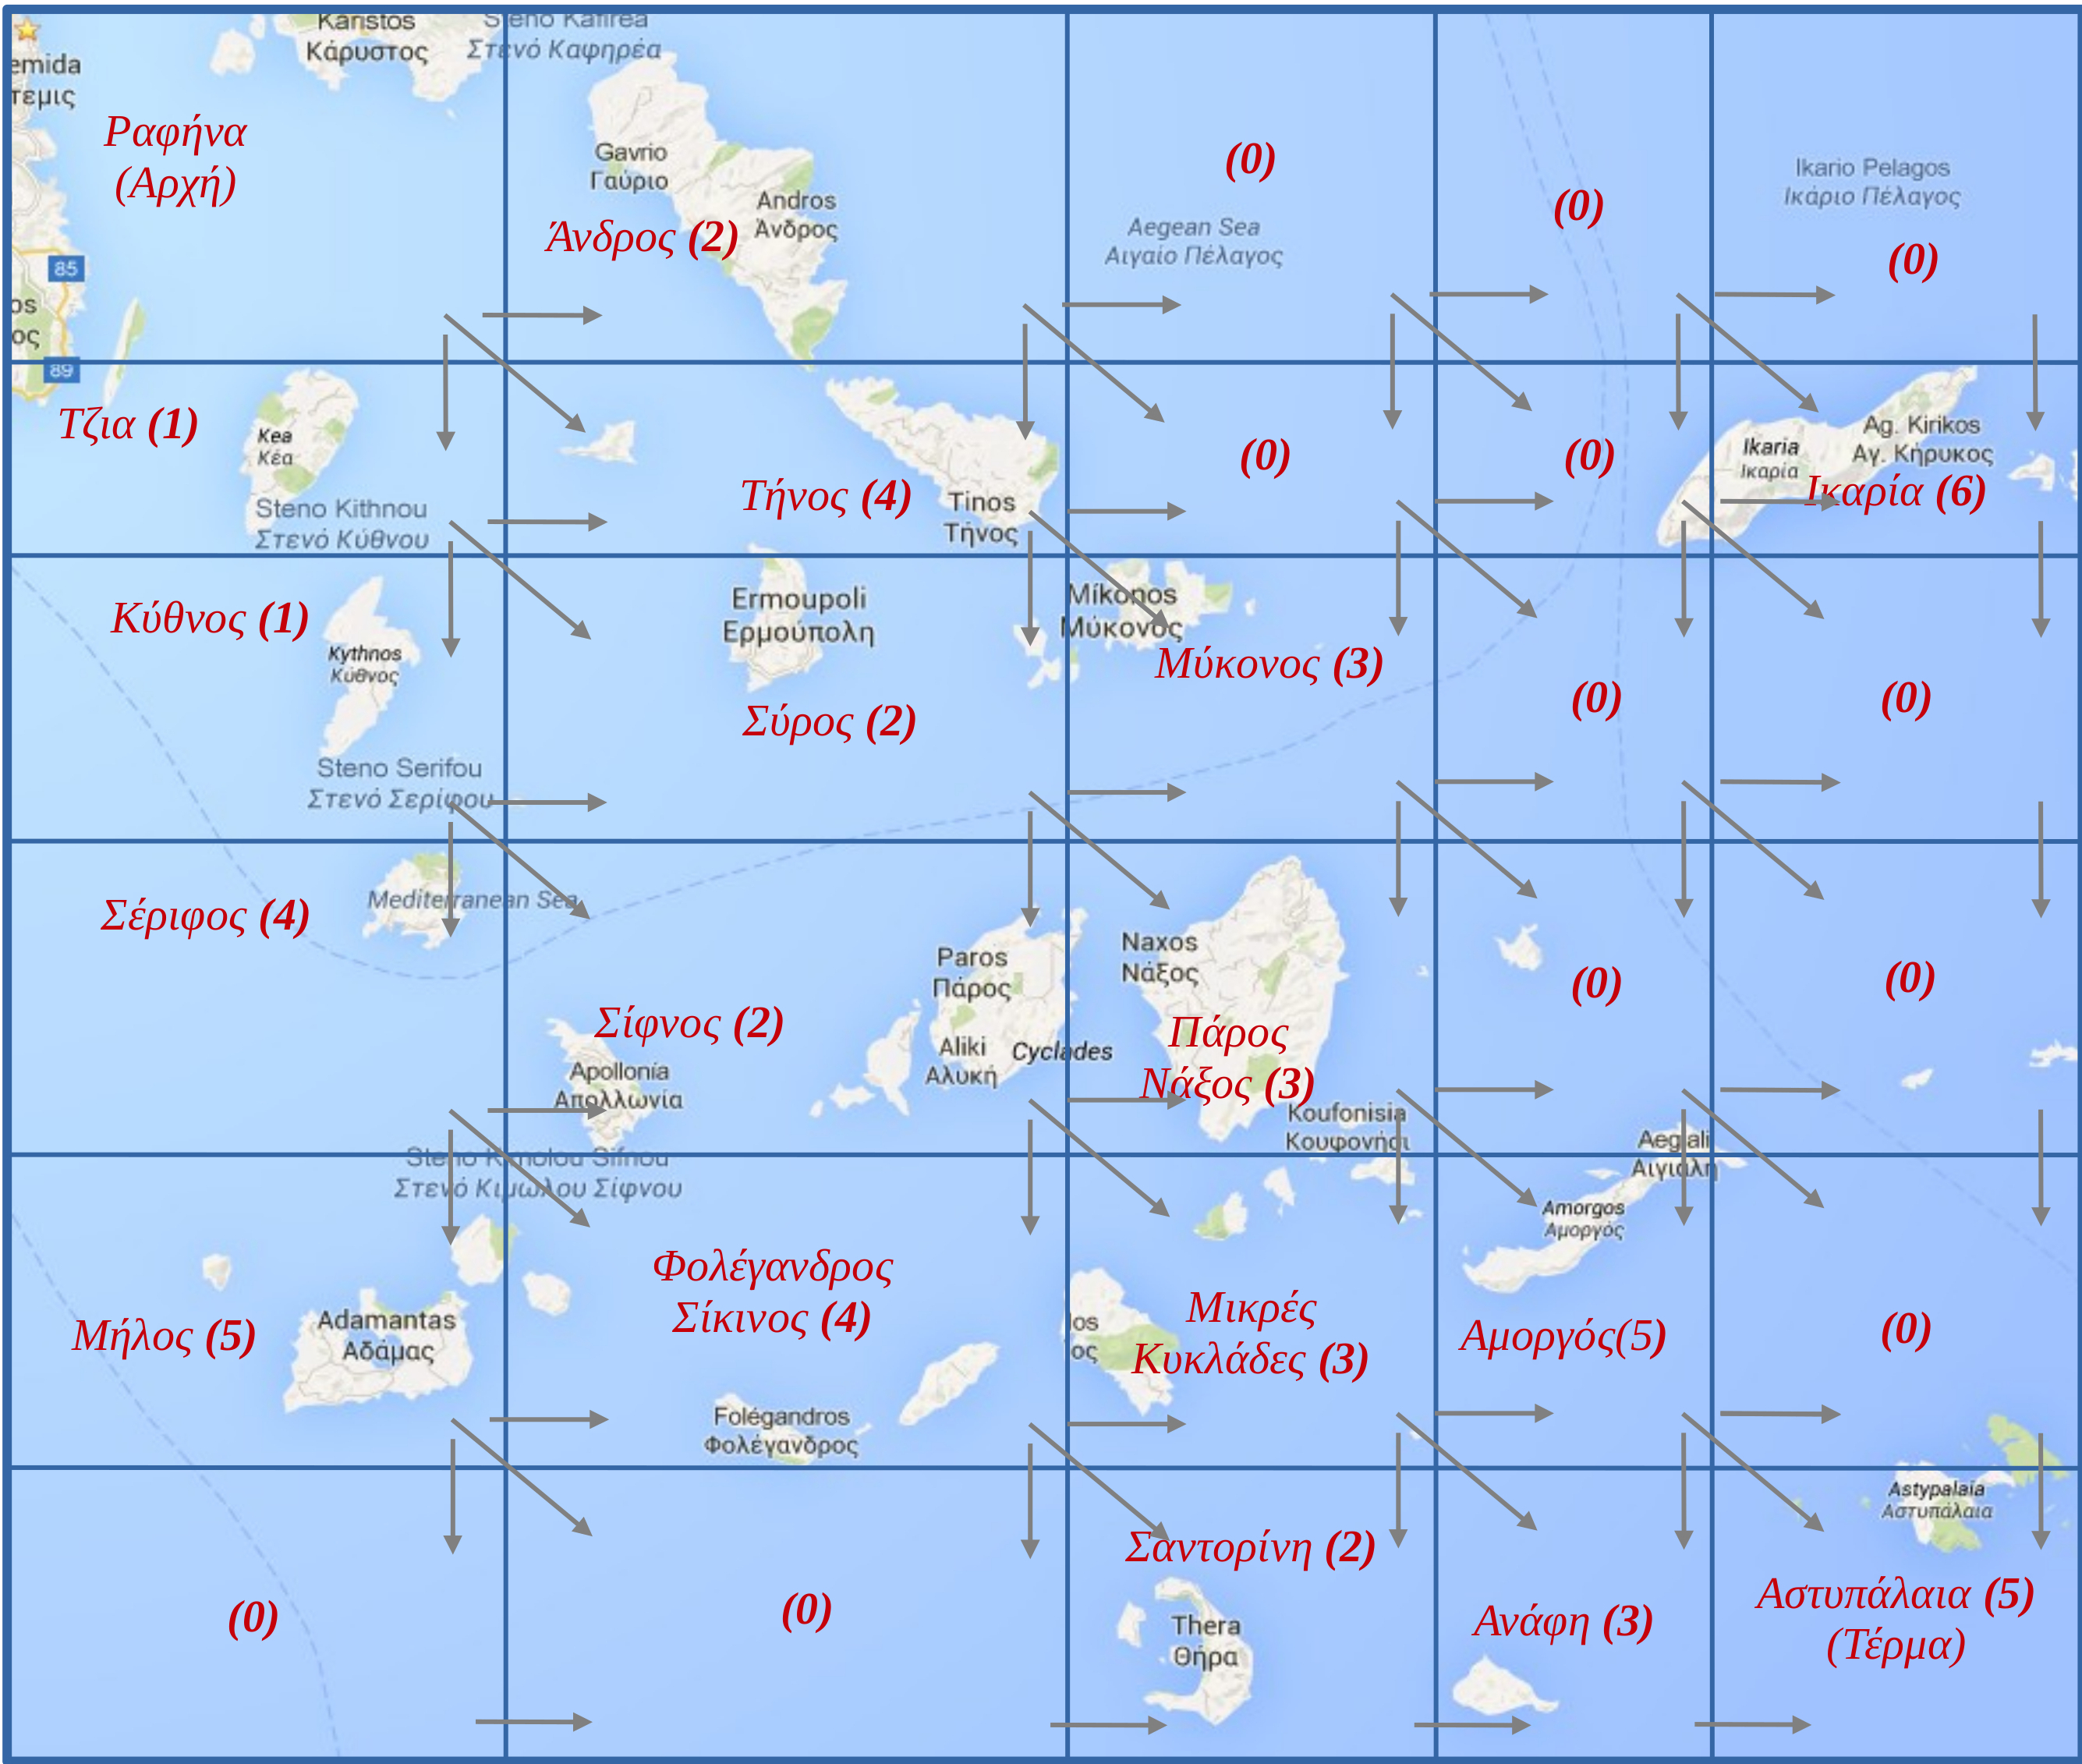 Karistos
Κάρυστος
Steno Kafirea
Στενό Καφηρέα
emida
τεμις
Ραφήνα
(Αρχή)
Gavrio
Γαύριο
Andros
Άνδρος
Άνδρος (2)
(0)
Aegean Sea
Αιγαίο Πέλαγος
(0)
Ikario Pelagos
Ικάριο Πέλαγος
(0)
85
os
ος
89
Τζια (1)
Kea
Κέα
Steno Kithnou
Στενό Κύθνου
Τήνος (4)
Tinos
Τήνος
(0)
(0)
Ikaria
Ικαρία
Ag. Kirikos
Αγ. Κήρυκος
Ικαρία (6)
Κύθνος (1)
Kythnos
Κύθνος
Steno Serifou
Στενό Σερίφου
Ermoupoli
Ερμούπολη
Σύρος (2)
Míkonos
Μύκονος
Μύκονος (3)
(0)
(0)
Σέριφος (4)
Mediterranean Sea
Σίφνος (2)
Apollonia
Απολλωνία
Paros
Πάρος
Aliki
Αλυκή
Cyclades
Naxos
Νάξος
Πάρος
Νάξος (3)
Koufonisia
Κουφονήσι
(0)
(0)
Aegiali
Αιγιάλη
Steno Kimolou Sifnou
Στενό Κιμώλου Σίφνου
Μήλος (5)
Adamantas
Αδάμας
Φολέγανδρος
Σίκινος (4)
Folégandros
Φολέγανδρος
Ios
ος
Μικρές
Κυκλάδες (3)
Amorgos
Αμοργός
Αμοργός(5)
(0)
(0)
(0)
Σαντορίνη (2)
Thera
Θήρα
Ανάφη (3)
Astypalaia
Αστυπάλαια
Αστυπάλαια (5)
(Τέρμα)